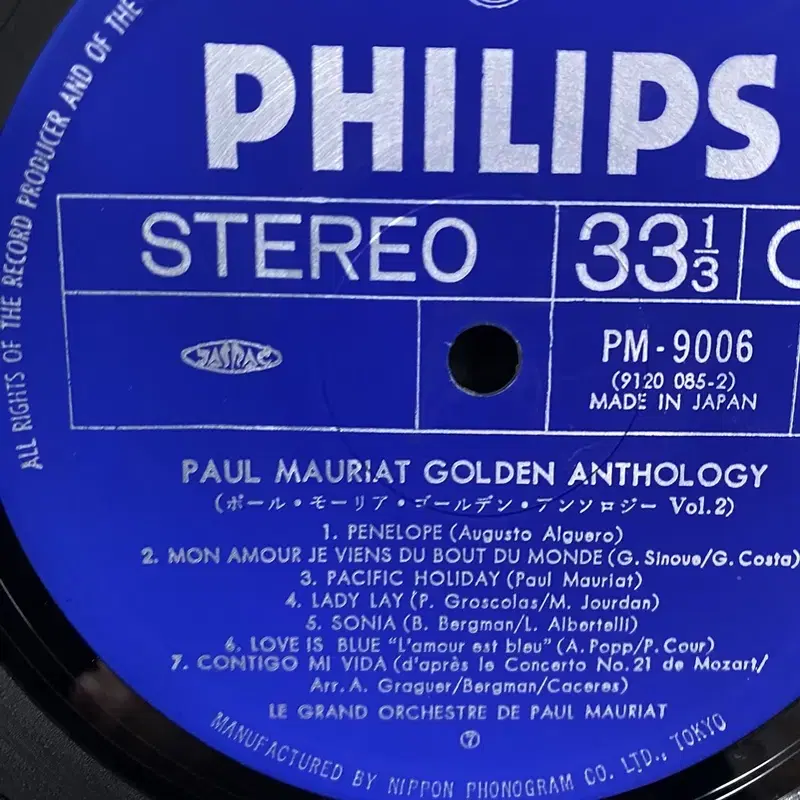 PHILIPS
STEREO
33 1/3
JASRAC
PM-9006
(9120 085-2)
MADE IN JAPAN
PAUL MAURIAT GOLDEN ANTHOLOGY
(ポール・モーリア・ゴールデン・アンソロジー Vol.2)
1. PENELOPE (Augusto Alguero)
2. MON AMOUR JE VIENS DU BOUT DU MONDE (G. Sinoue/G. Costa)
3. PACIFIC HOLIDAY (Paul Mauriat)
4. LADY LAY (P. Groscolas/M. Jourdan)
5. SONIA (B. Bergman/L. Albertelli)
6. LOVE IS BLUE "L'amour est bleu" (A. Popp/P. Cour)
7. CONTIGO MI VIDA (d'après le Concerto No.21 de Mozart/
Arr. A. Graguer/Bergman/Caceres)
LE GRAND ORCHESTRE DE PAUL MAURIAT
⑦
MANUFACTURED BY NIPPON PHONOGRAM CO. LTD., TOKYO
ALL RIGHTS OF THE RECORD PRODUCER AND OF THE